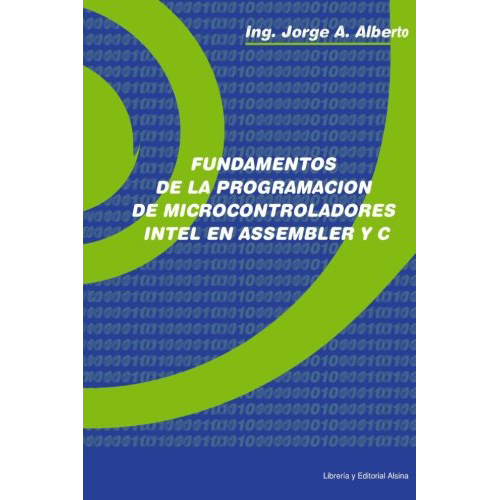 Ing. Jorge A. Alberto
FUNDAMENTOS
DE LA PROGRAMACION
DE MICROCONTROLADORES
INTEL EN ASSEMBLER Y C
Librería y Editorial Alsina